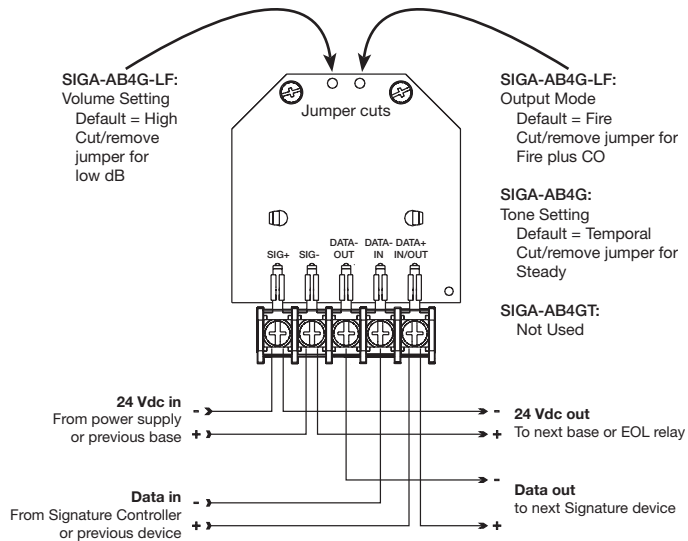 SIGA-AB4G-LF:
Volume Setting
Default = High
Cut/remove
jumper for
low dB
Jumper cuts
SIGA-AB4G-LF:
Output Mode
Default = Fire
Cut/remove jumper for
Fire plus CO
SIGA-AB4G:
Tone Setting
Default = Temporal
Cut/remove jumper for
Steady
SIGA-AB4GT:
Not Used
SIG+ SIG- DATA- OUT DATA- IN DATA+ IN/OUT
24 Vdc in
From power supply
or previous base
-
+
-
+
24 Vdc out
To next base or EOL relay
Data in
From Signature Controller
or previous device
-
+
-
+
Data out
to next Signature device